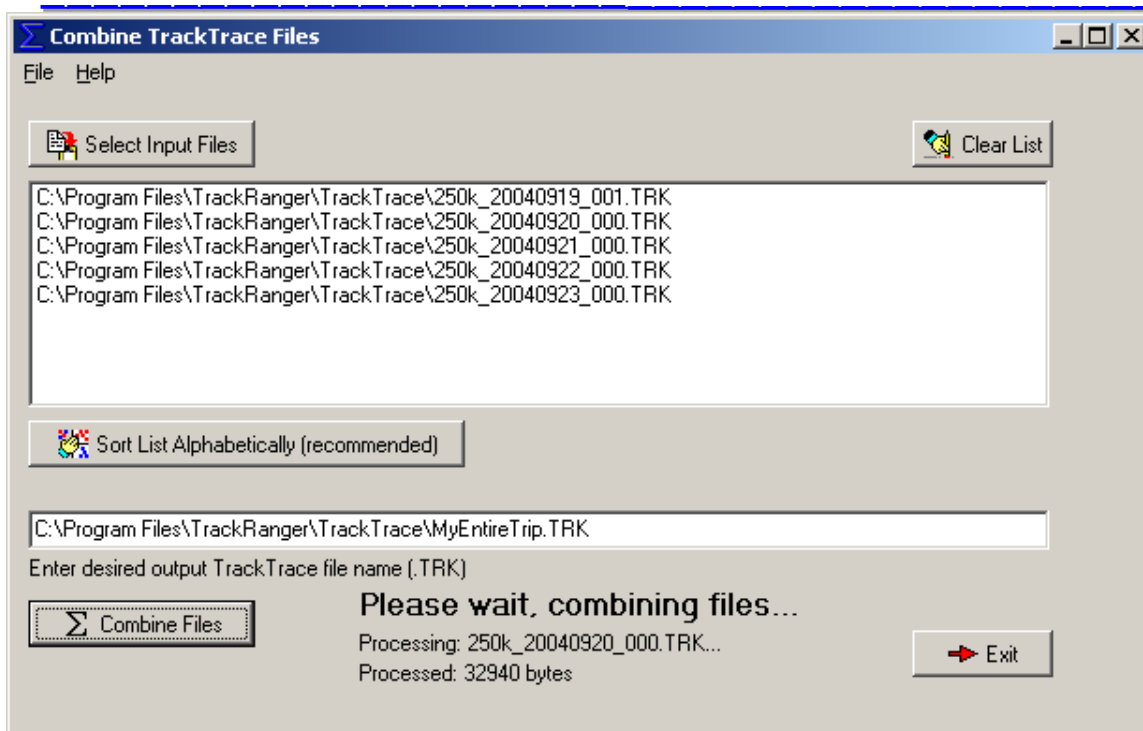 Combine TrackTrace Files
File Help
Select Input Files Clear List
C:\Program Files\TrackRanger\TrackTrace\250k_20040919_001.TRK
C:\Program Files\TrackRanger\TrackTrace\250k_20040920_000.TRK
C:\Program Files\TrackRanger\TrackTrace\250k_20040921_000.TRK
C:\Program Files\TrackRanger\TrackTrace\250k_20040922_000.TRK
C:\Program Files\TrackRanger\TrackTrace\250k_20040923_000.TRK
Sort List Alphabetically (recommended)
C:\Program Files\TrackRanger\TrackTrace\MyEntireTrip.TRK
Enter desired output TrackTrace file name (.TRK)
Please wait, combining files...
Σ Combine Files
Processing: 250k_20040920_000.TRK...
Exit
Processed: 32940 bytes